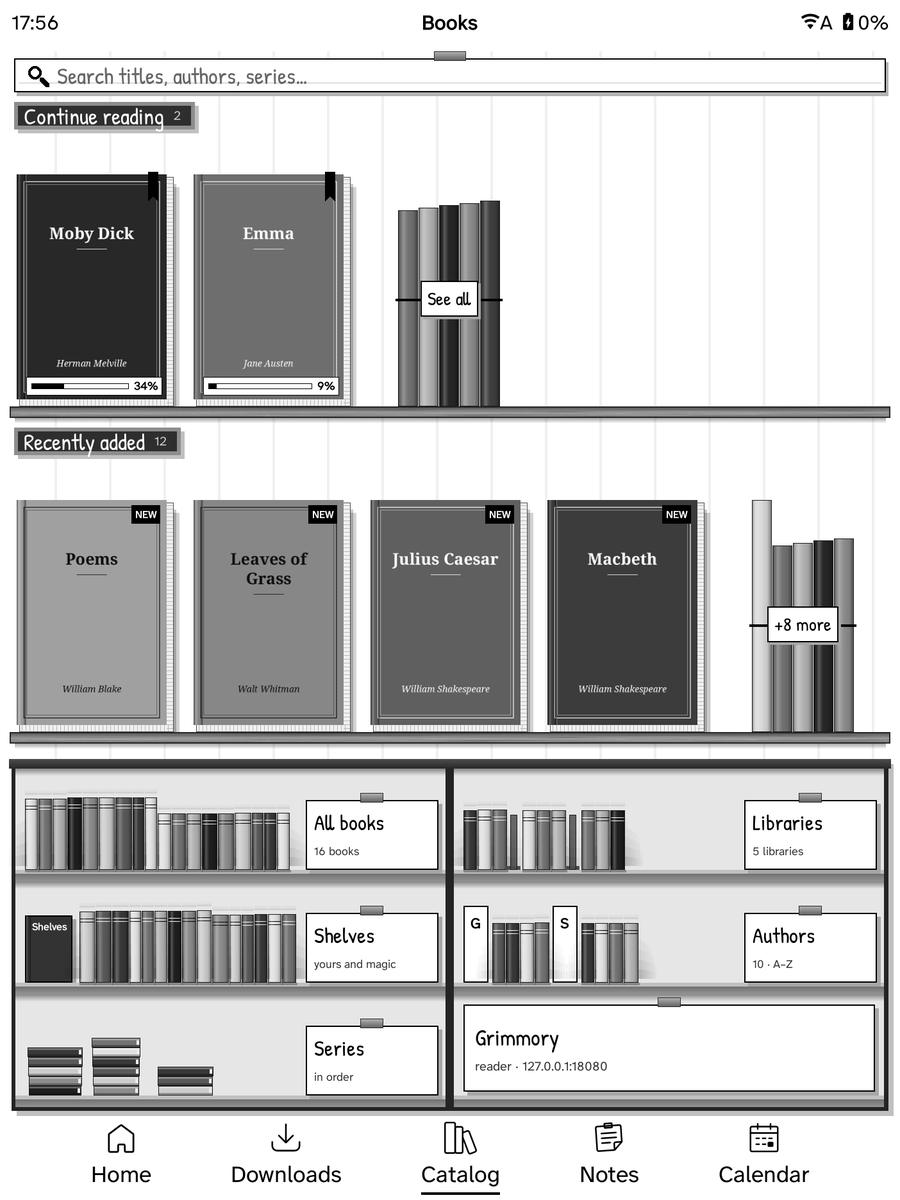 17:56
Books
A
0%
Search titles, authors, series...
Continue reading 2
Moby Dick
Herman Melville
34%
Emma
Jane Austen
9%
See all
Recently added 12
NEW
Poems
William Blake
NEW
Leaves of
Grass
Walt Whitman
NEW
Julius Caesar
William Shakespeare
NEW
Macbeth
William Shakespeare
+8 more
All books
16 books
Libraries
5 libraries
Shelves
Shelves
yours and magic
G
S
Authors
10 · A–Z
Series
in order
Grimmory
reader · 127.0.0.1:18080
Home
Downloads
Catalog
Notes
Calendar